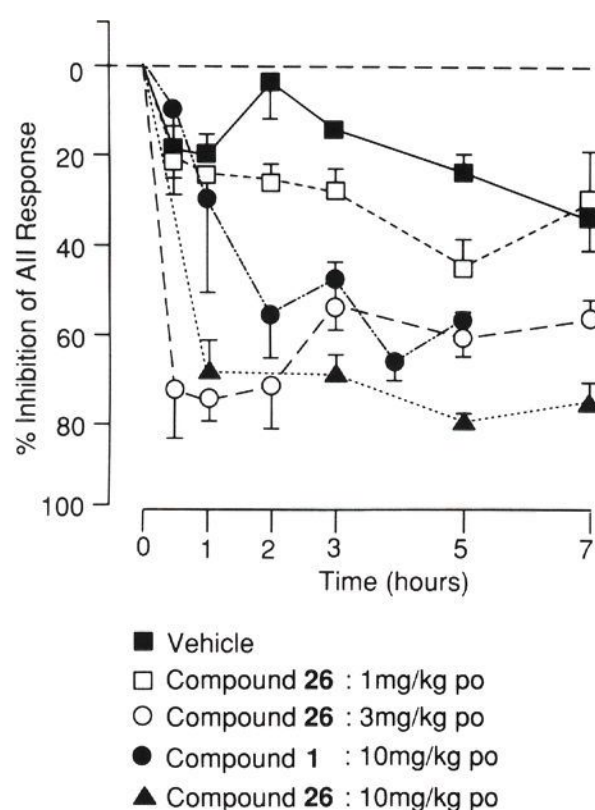 % Inhibition of AII Response
0
20
40
60
80
100
0 1 2 3 5 7
Time (hours)
Vehicle
Compound 26 : 1mg/kg po
Compound 26 : 3mg/kg po
Compound 1 : 10mg/kg po
Compound 26 : 10mg/kg po